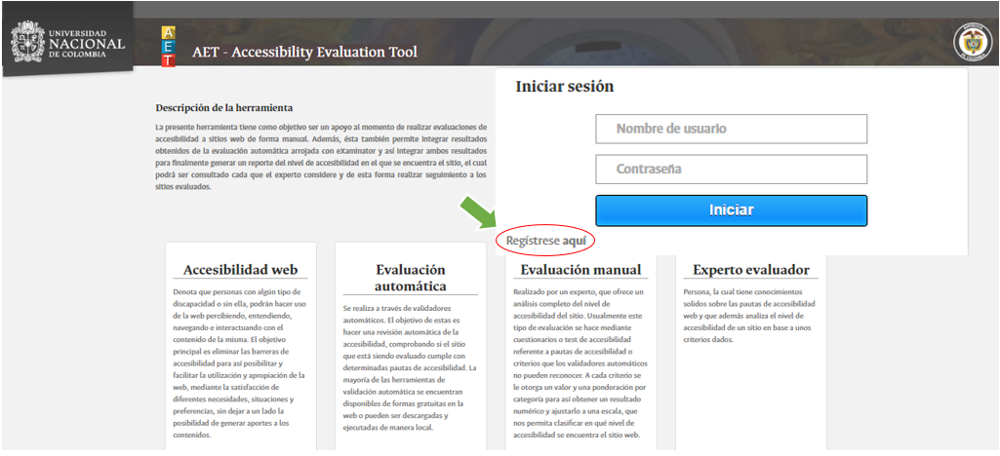 UNIVERSIDAD
NACIONAL
DE COLOMBIA
A
E
T
AET - Accessibility Evaluation Tool
Descripción de la herramienta
La presente herramienta tiene como objetivo ser un apoyo al momento de realizar evaluaciones de
accesibilidad a sitios web de forma manual. Además, ésta también permite integrar resultados
obtenidos de la evaluación automática arrojada con eXaminator y así integrar ambos resultados
para finalmente generar un reporte del nivel de accesibilidad en el que se encuentra el sitio, el cual
podrá ser consultado cada que el experto considere y de esta forma realizar seguimiento a los
sitios evaluados.
Iniciar sesión
Nombre de usuario
Contraseña
Iniciar
Regístrese aquí
Accesibilidad web
Denota que personas con algún tipo de
discapacidad o sin ella, podrán hacer uso
de la web percibiendo, entendiendo,
navegando e interactuando con el
contenido de la misma. El objetivo
principal es eliminar las barreras de
accesibilidad para así posibilitar y
facilitar la utilización y apropiación de la
web, mediante la satisfacción de
diferentes necesidades, situaciones y
preferencias, sin dejar a un lado la
posibilidad de generar aportes a los
contenidos.
Evaluación
automática
Se realiza a través de validadores
automáticos. El objetivo de estas es
hacer una revisión automática de la
accesibilidad, comprobando si el sitio
que está siendo evaluado cumple con
determinadas pautas de accesibilidad. La
mayoría de las herramientas de
validación automática se encuentran
disponibles de formas gratuitas en la
web o pueden ser descargadas y
ejecutadas de manera local.
Evaluación manual
Realizado por un experto, que ofrece un
análisis completo del nivel de
accesibilidad del sitio. Usualmente este
tipo de evaluación se hace mediante
cuestionarios o test de accesibilidad
referente a pautas de accesibilidad o
criterios que los validadores automáticos
no pueden reconocer. A cada criterio se
le otorga un valor y una ponderación por
categoría para así obtener un resultado
numérico y ajustarlo a una escala, que
nos permita clasificar en qué nivel de
accesibilidad se encuentra el sitio web.
Experto evaluador
Persona, la cual tiene conocimientos
solidos sobre las pautas de accesibilidad
web y que además analiza el nivel de
accesibilidad de un sitio en base a unos
criterios dados.